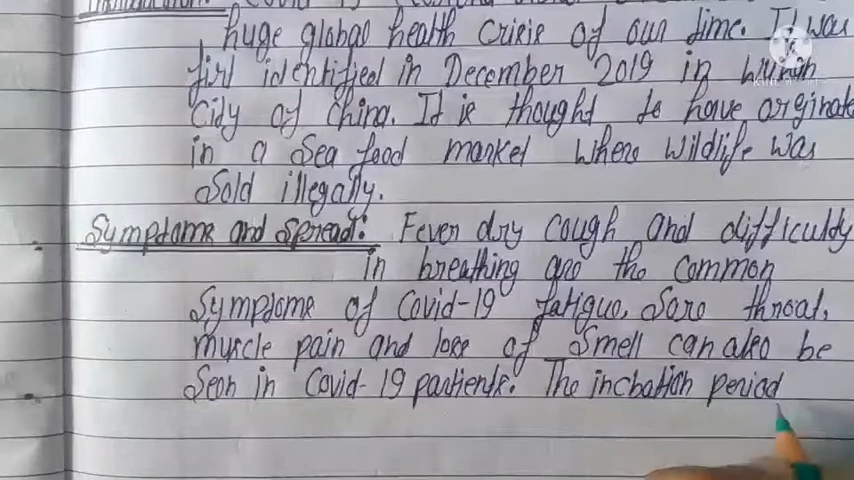 huge global health crisis of our time. It was
first identified in December 2019 in Wuhan
City of China. It is thought to have orginate
in a Sea food market where wildlife was
Sold illegally.
Symptoms and Spread: Fever dry cough and difficulty
in breathing are the common
Symptoms of Covid-19 fatigue, Sore throat,
muscle pain and loss of Smell can also be
Seen in Covid-19 patients. The incbation period